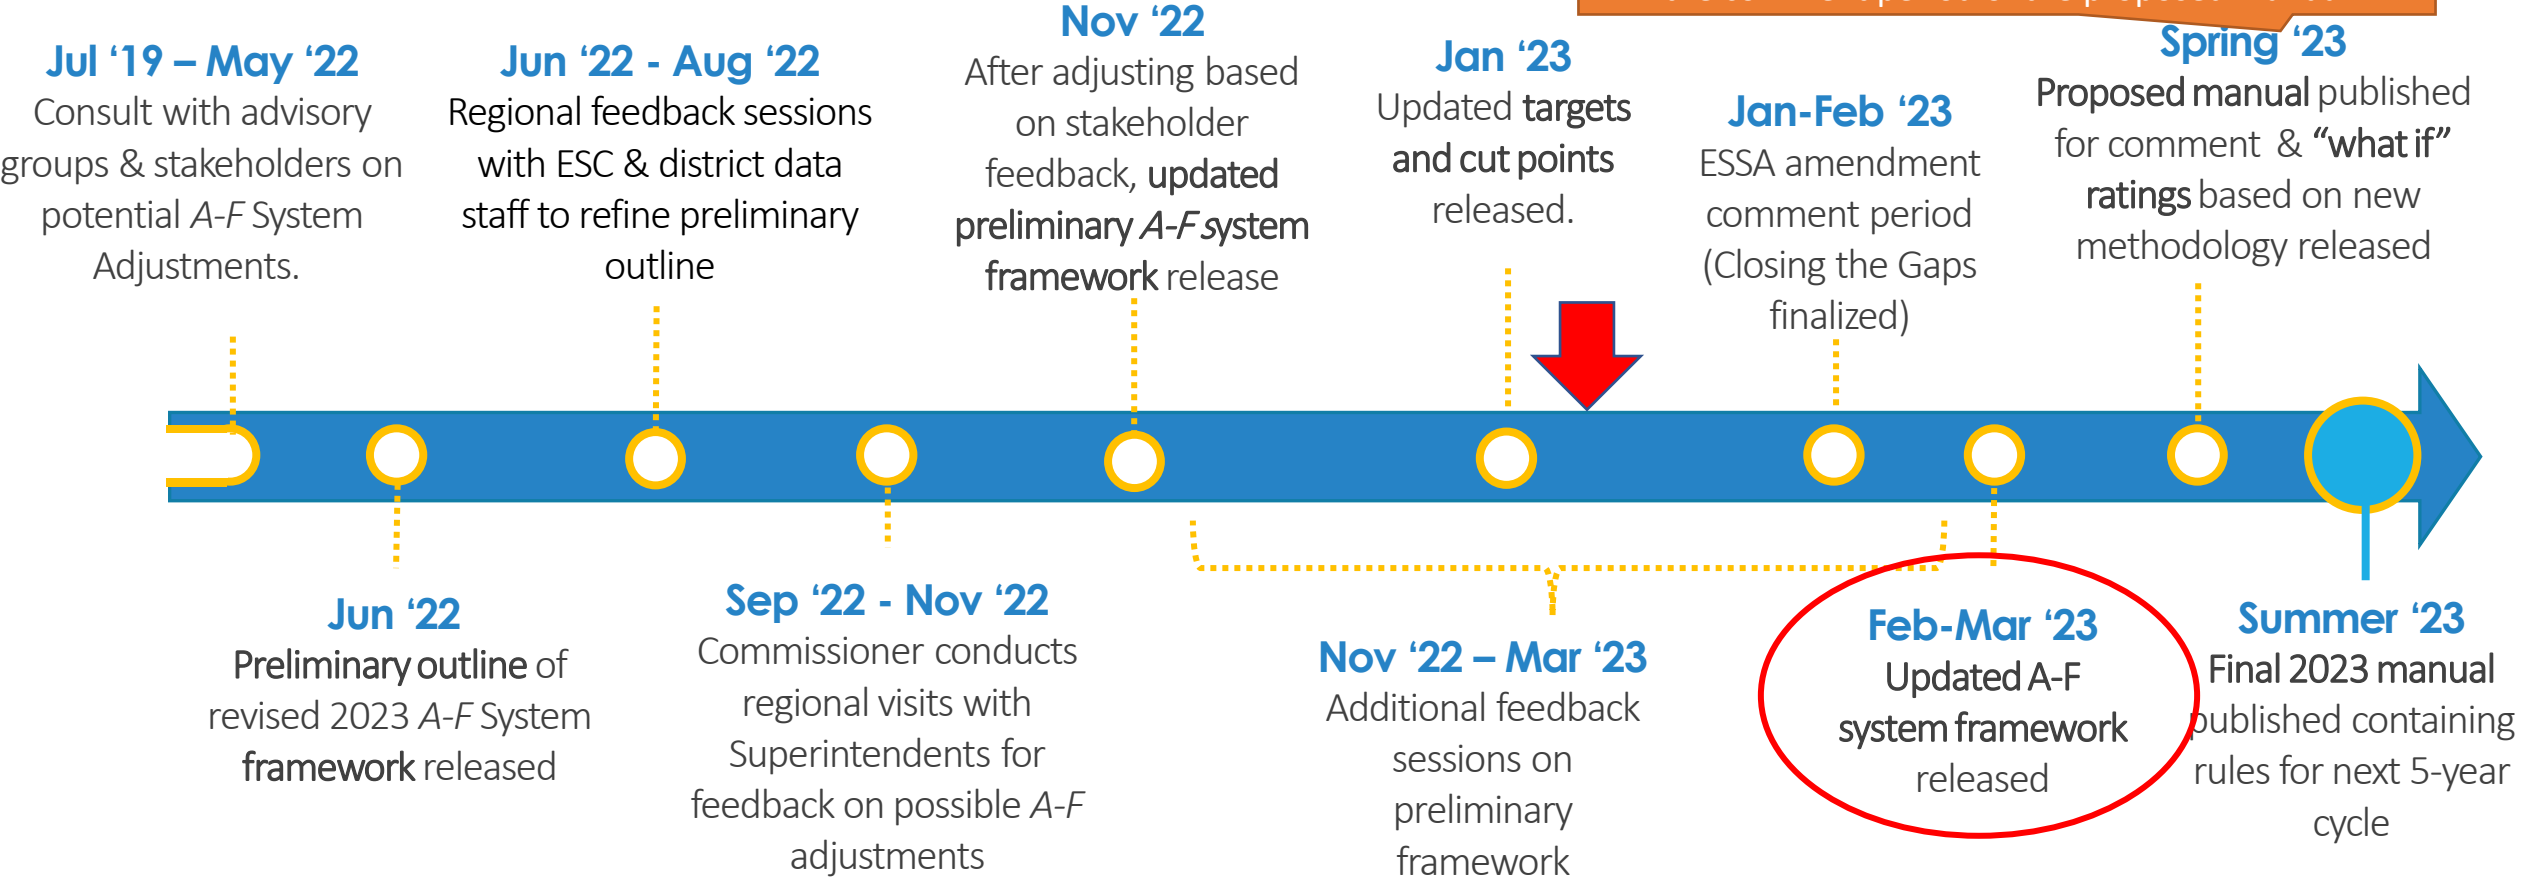 Jul ‘19 – May ‘22
Consult with advisory
groups & stakeholders on
potential A-F System
Adjustments.
Jun ‘22 - Aug ‘22
Regional feedback sessions
with ESC & district data
staff to refine preliminary
outline
Nov ‘22
After adjusting based
on stakeholder
feedback, updated
preliminary A-F system
framework release
Jan ‘23
Updated targets
and cut points
released.
Jan-Feb ‘23
ESSA amendment
comment period
(Closing the Gaps
finalized)
Spring ‘23
Proposed manual published
for comment & “what if”
ratings based on new
methodology released
Jun ‘22
Preliminary outline of
revised 2023 A-F System
framework released
Sep ‘22 - Nov ‘22
Commissioner conducts
regional visits with
Superintendents for
feedback on possible A-F
adjustments
Nov ‘22 – Mar ‘23
Additional feedback
sessions on
preliminary
framework
Feb-Mar ‘23
Updated A-F
system framework
released
Summer ‘23
Final 2023 manual
published containing
rules for next 5-year
cycle